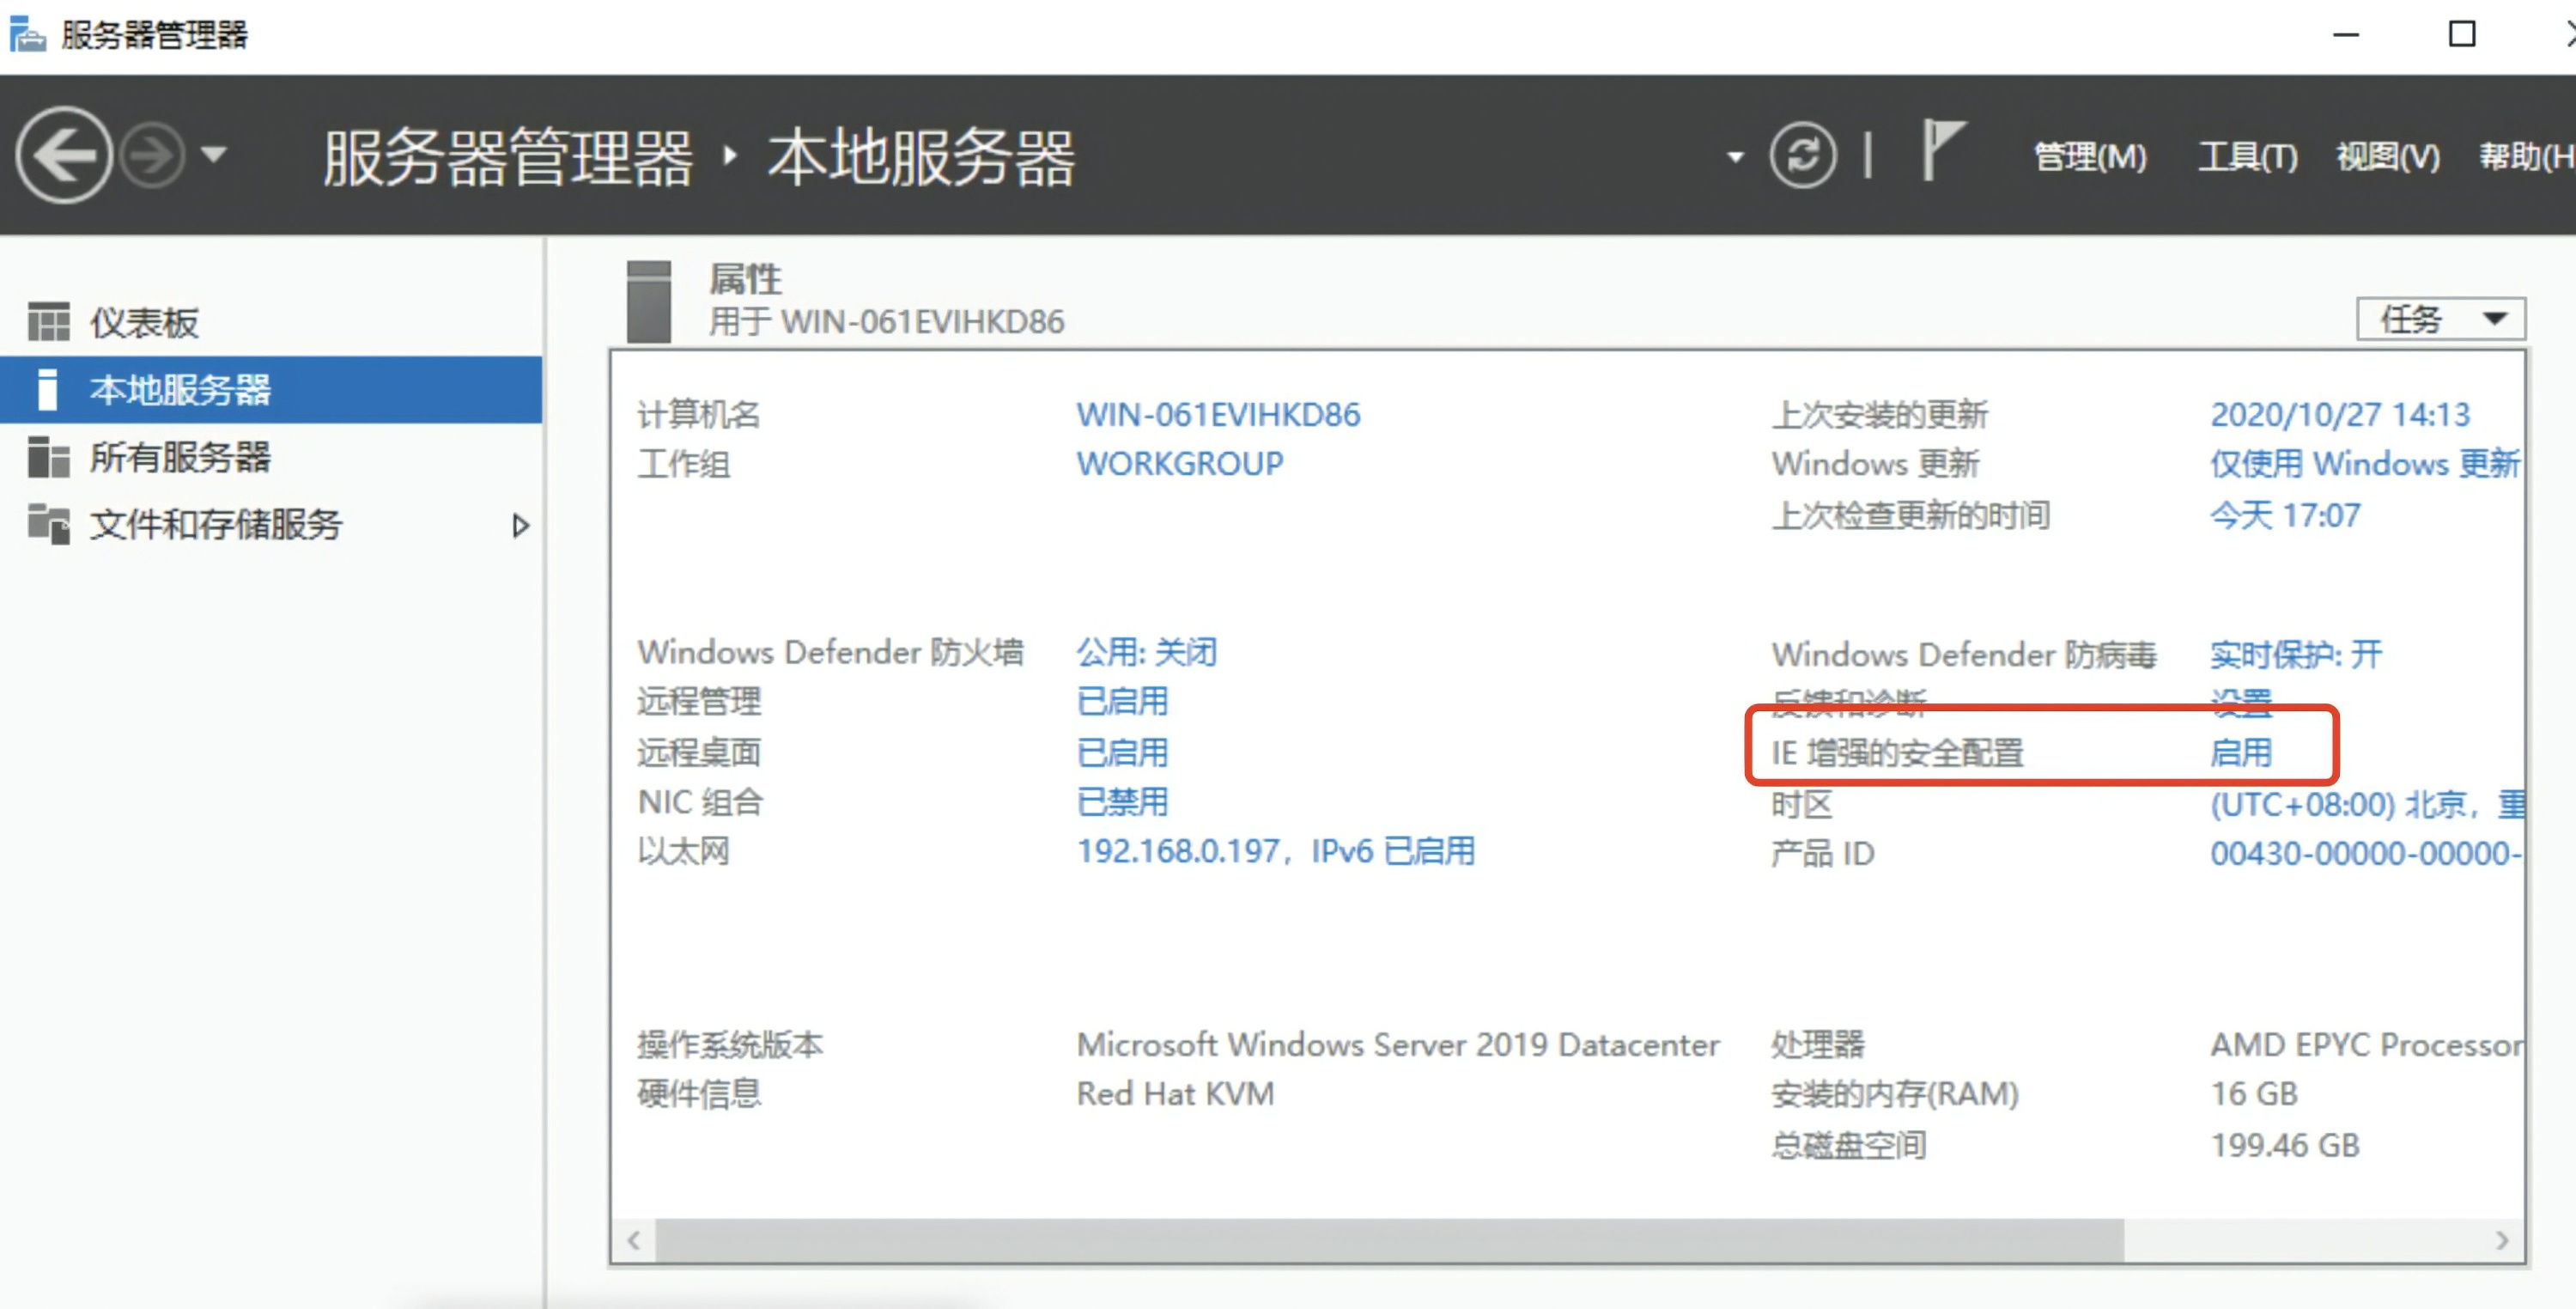 服务器管理器
服务器管理器 ‣ 本地服务器
管理(M) 工具(T) 视图(V) 帮助(H
仪表板
本地服务器
所有服务器
文件和存储服务
属性
用于 WIN-061EVIHKD86
任务
计算机名 WIN-061EVIHKD86
工作组 WORKGROUP
上次安装的更新 2020/10/27 14:13
Windows 更新 仅使用 Windows 更新
上次检查更新的时间 今天 17:07
Windows Defender 防火墙 公用: 关闭
远程管理 已启用
远程桌面 已启用
NIC 组合 已禁用
以太网 192.168.0.197, IPv6 已启用
Windows Defender 防病毒 实时保护: 开
反馈和诊断 设置
IE 增强的安全配置 启用
时区 (UTC+08:00) 北京，重
产品 ID 00430-00000-00000-
操作系统版本 Microsoft Windows Server 2019 Datacenter
硬件信息 Red Hat KVM
处理器 AMD EPYC Processor
安装的内存(RAM) 16 GB
总磁盘空间 199.46 GB